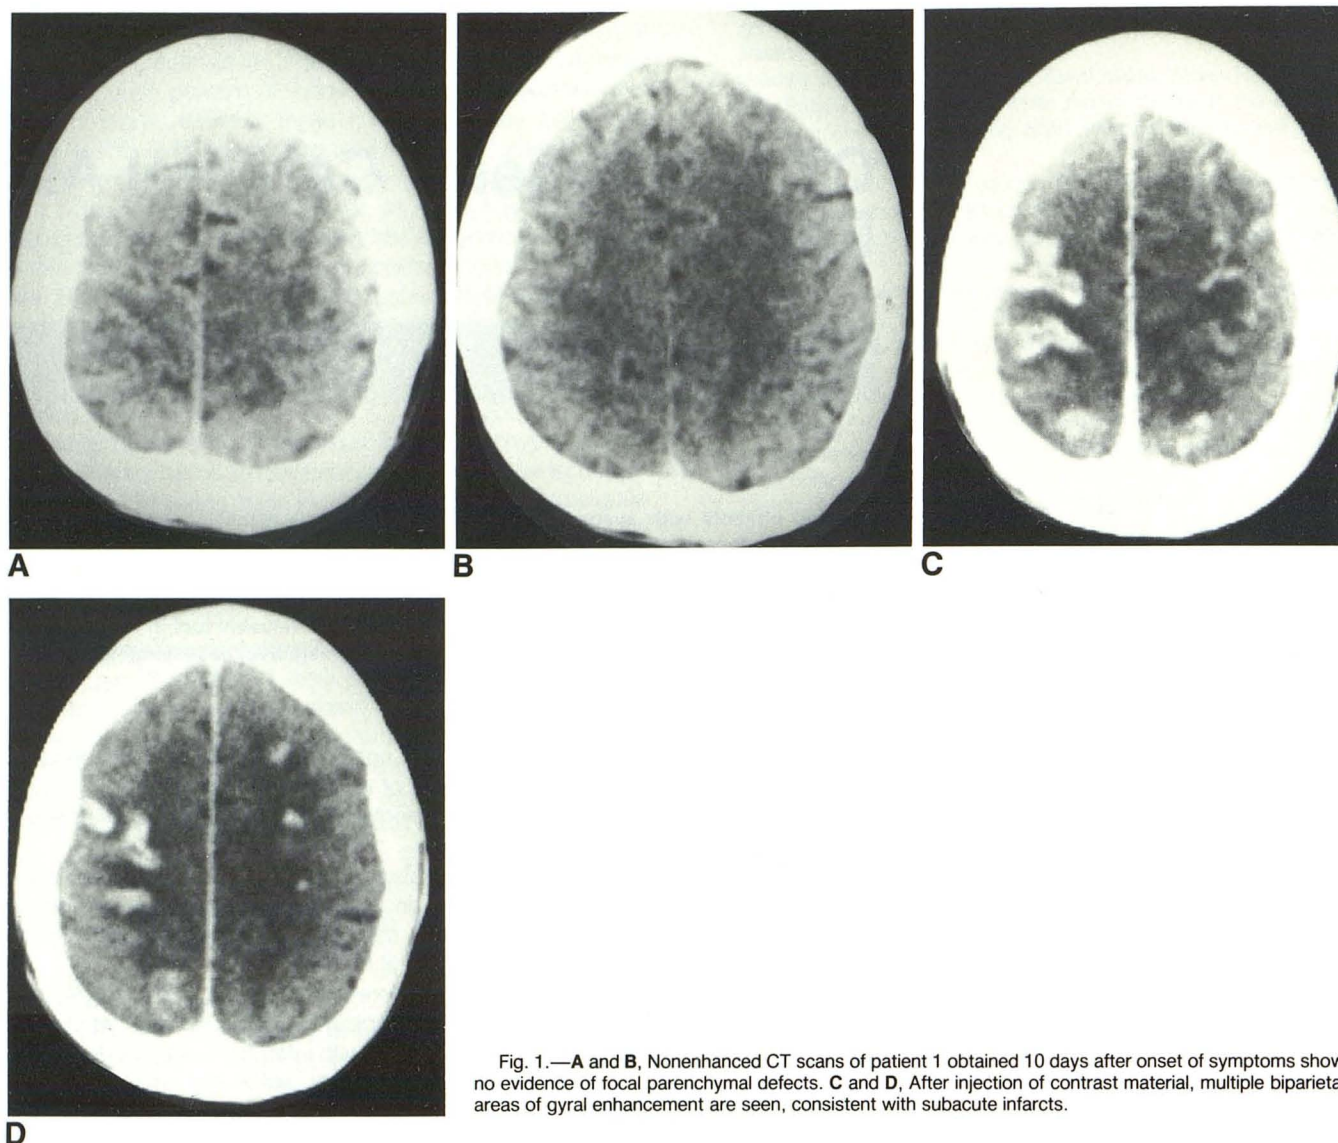 A
B
C
D
Fig. 1.—A and B, Nonenhanced CT scans of patient 1 obtained 10 days after onset of symptoms show
no evidence of focal parenchymal defects. C and D, After injection of contrast material, multiple biparieta
areas of gyral enhancement are seen, consistent with subacute infarcts.